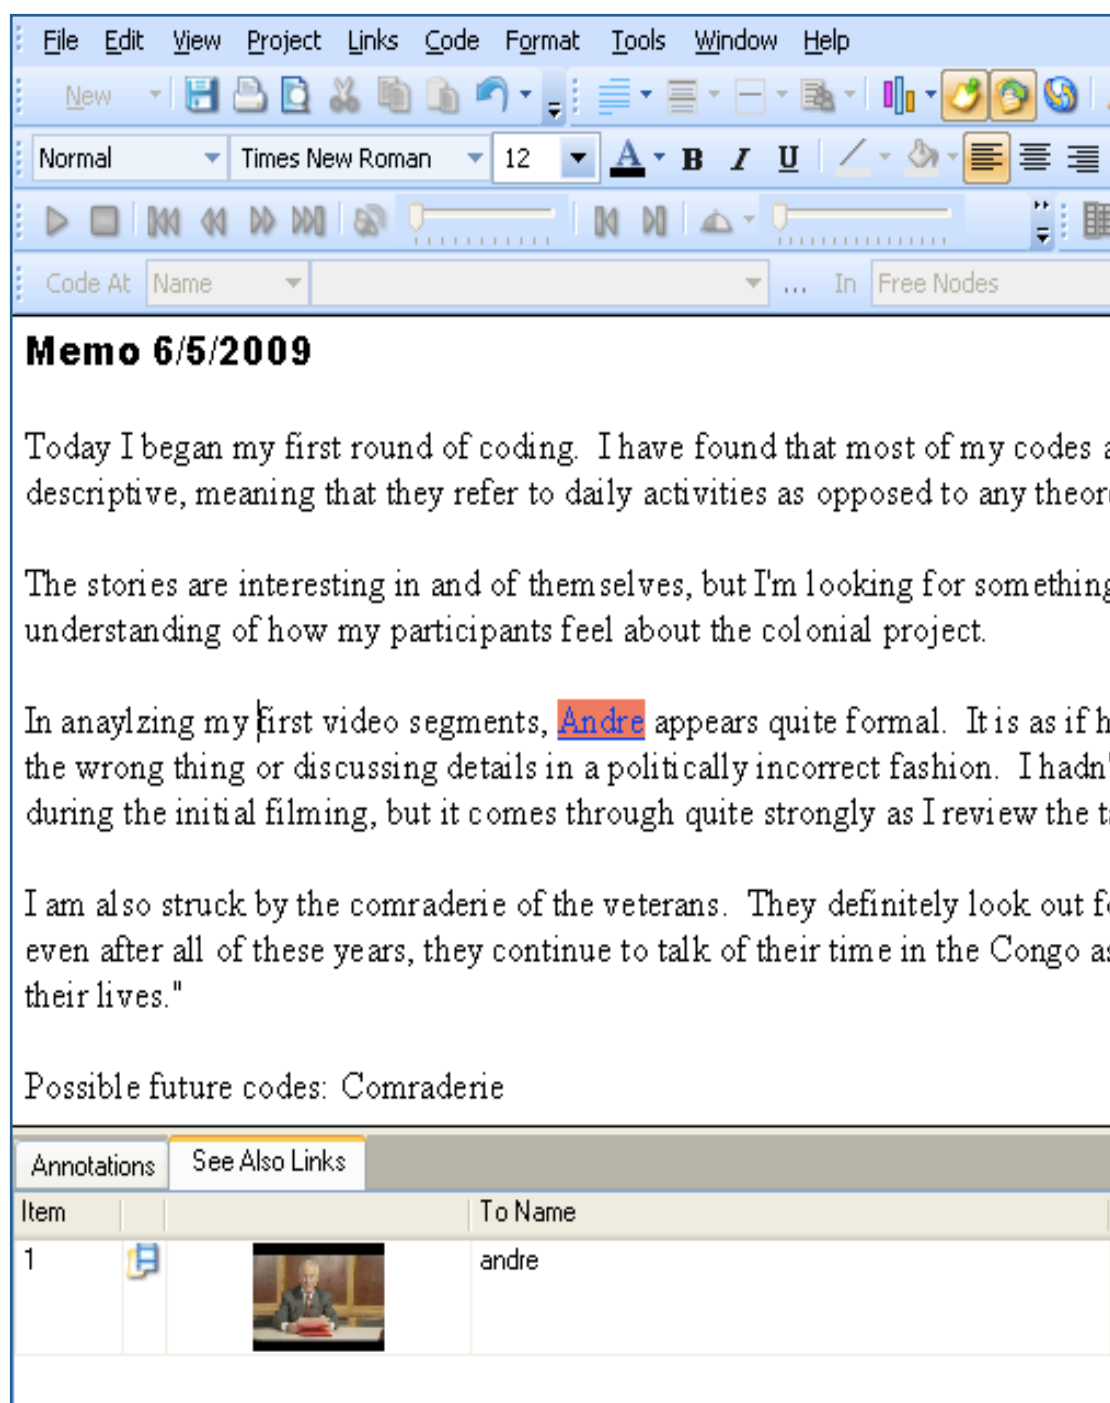 File Edit View Project Links Code Format Tools Window Help
New
Normal Times New Roman 12 A B I U
Code At Name ... In Free Nodes
Memo 6/5/2009
Today I began my first round of coding. I have found that most of my codes a
descriptive, meaning that they refer to daily activities as opposed to any theor
The stories are interesting in and of themselves, but I'm looking for something
understanding of how my participants feel about the colonial project.
In anaylzing my first video segments, Andre appears quite formal. It is as if h
the wrong thing or discussing details in a politically incorrect fashion. I hadn'
during the initial filming, but it comes through quite strongly as I review the t
I am also struck by the comraderie of the veterans. They definitely look out fo
even after all of these years, they continue to talk of their time in the Congo as
their lives."
Possible future codes: Comraderie
Annotations See Also Links
Item To Name
1 andre